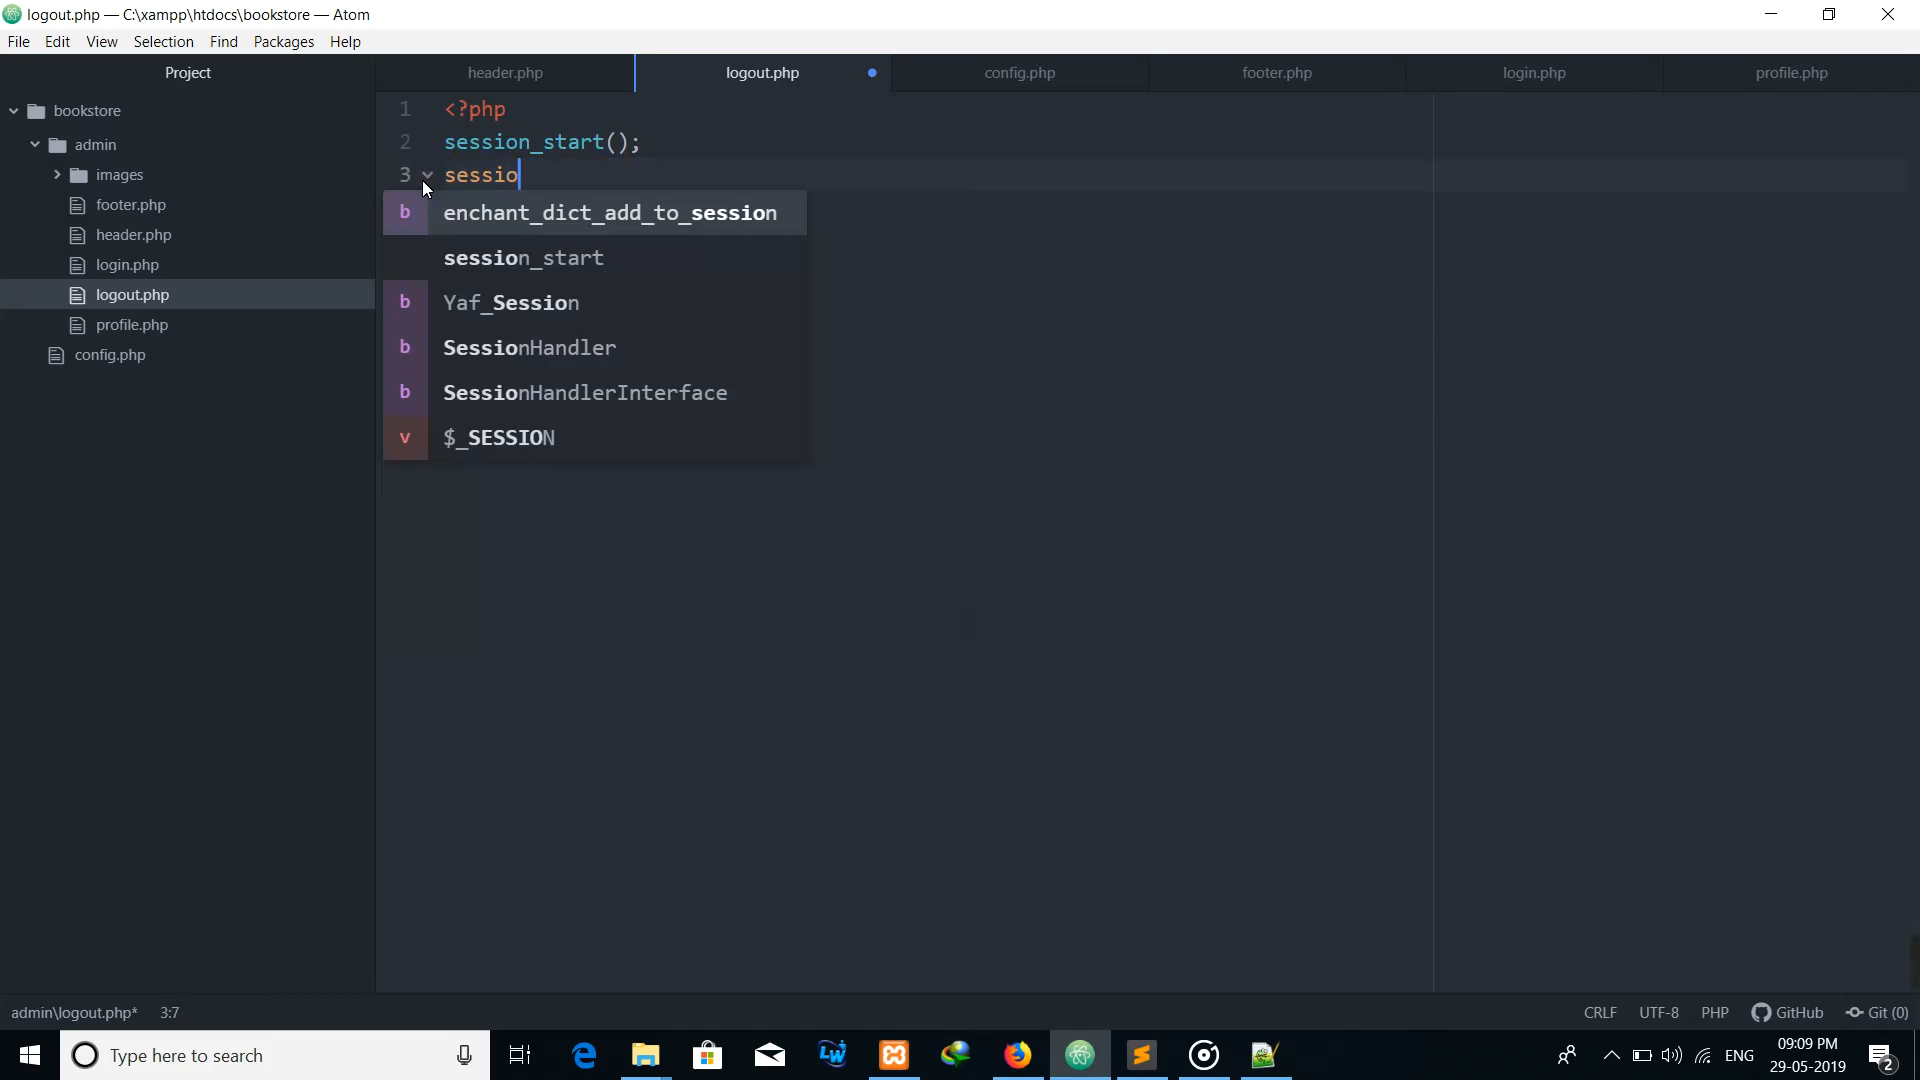 logout.php — C:\xampp\htdocs\bookstore — Atom
File Edit View Selection Find Packages Help
Project
header.php logout.php config.php footer.php login.php profile.php
bookstore
admin
images
footer.php
header.php
login.php
logout.php
profile.php
config.php
1 <?php
2 session_start();
3 sessio
b enchant_dict_add_to_session
session_start
b Yaf_Session
b SessionHandler
b SessionHandlerInterface
v $_SESSION
admin\logout.php* 3:7 CRLF UTF-8 PHP GitHub Git (0)
Type here to search
ENG
09:09 PM
29-05-2019
2